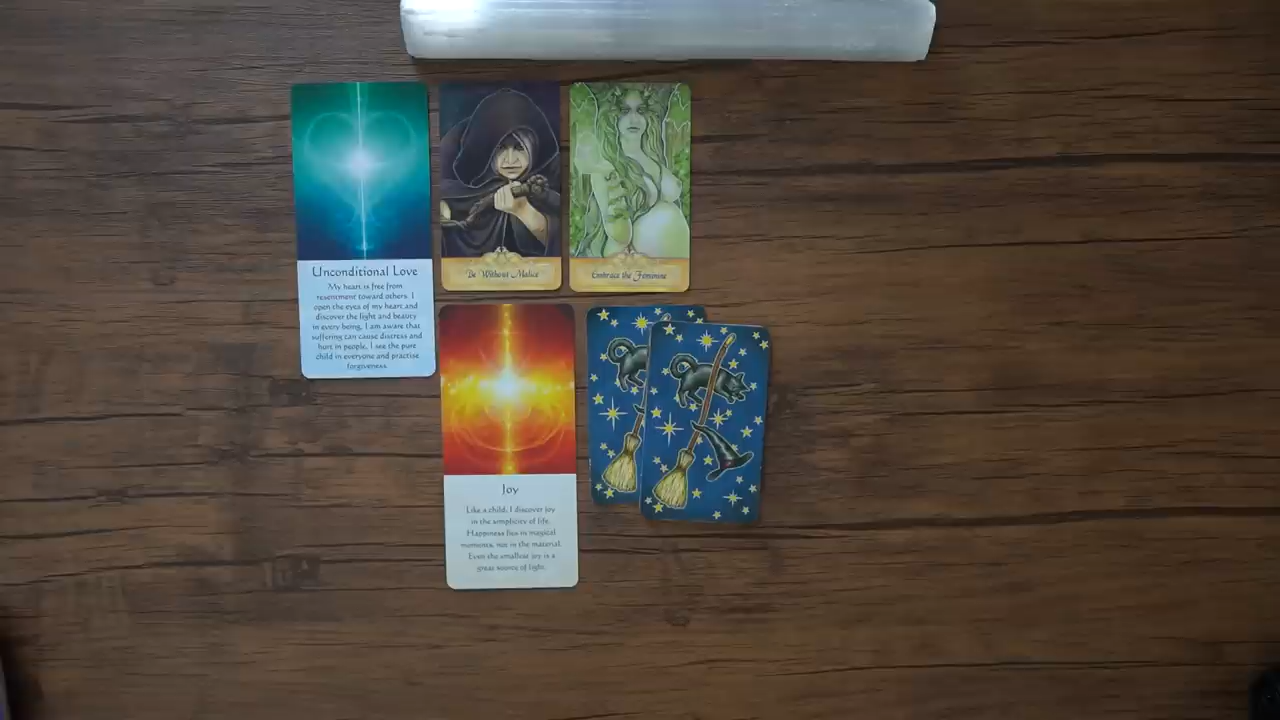 Unconditional Love
My heart is free from
resentment toward others. I
open the eyes of my heart and
discover the light and beauty
in every being. I am aware that
suffering can cause distress and
hurt in people. I see the pure
child in everyone and practise
forgiveness.
Be Without Malice
Embrace the Feminine
Joy
Like a child, I discover joy
in the simplicity of life.
Happiness lies in magical
moments, not in the material.
Even the smallest joy is a
great source of light.